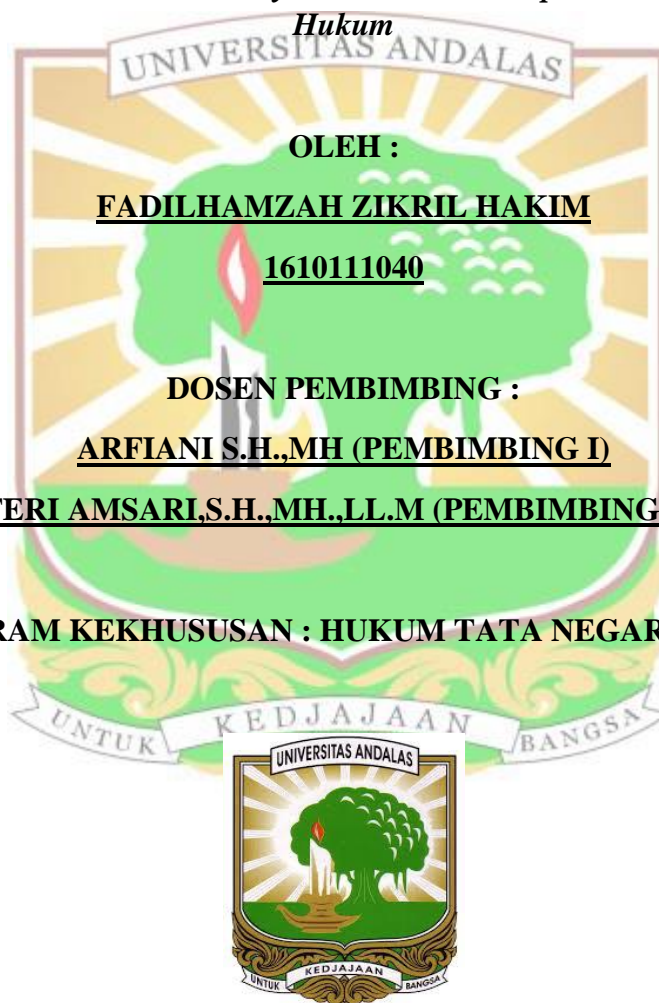 Hukum
UNIVERSITAS ANDALAS
OLEH :
FADILHAMZAH ZIKRIL HAKIM
1610111040
DOSEN PEMBIMBING :
ARFIANI S.H.,MH (PEMBIMBING I)
TERI AMSARI,S.H.,MH.,LL.M (PEMBIMBING
RAM KEKHUSUSAN : HUKUM TATA NEGAR
UNTUK KEDJAJAAN BANGSA
UNIVERSITAS ANDALAS
UNTUK KEDJAJAAN BANGSA